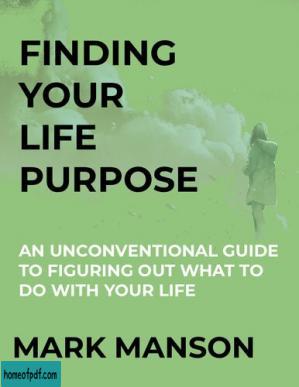 FINDING
YOUR
LIFE
PURPOSE
AN UNCONVENTIONAL GUIDE
TO FIGURING OUT WHAT TO
DO WITH YOUR LIFE
homeofpdf.com
MARK MANSON